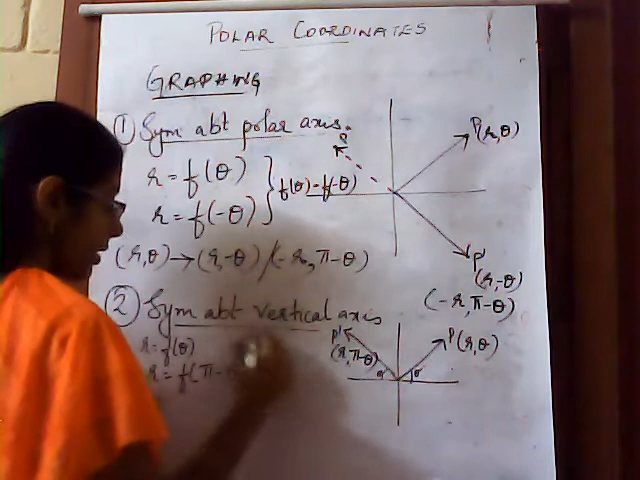 POLAR COORDINATES
GRAPHING
① Sym abt polar axis.
r = f(θ)
r = f(-θ)
f(θ) = f(-θ)
(r,θ) → (r,-θ) / (-r, π-θ)
P(r,θ)
P'
(r,-θ)
(-r, π-θ)
② Sym abt vertical axis
r = f(θ)
r = f(π-
P'
(r, π-θ)
P(r,θ)
θ